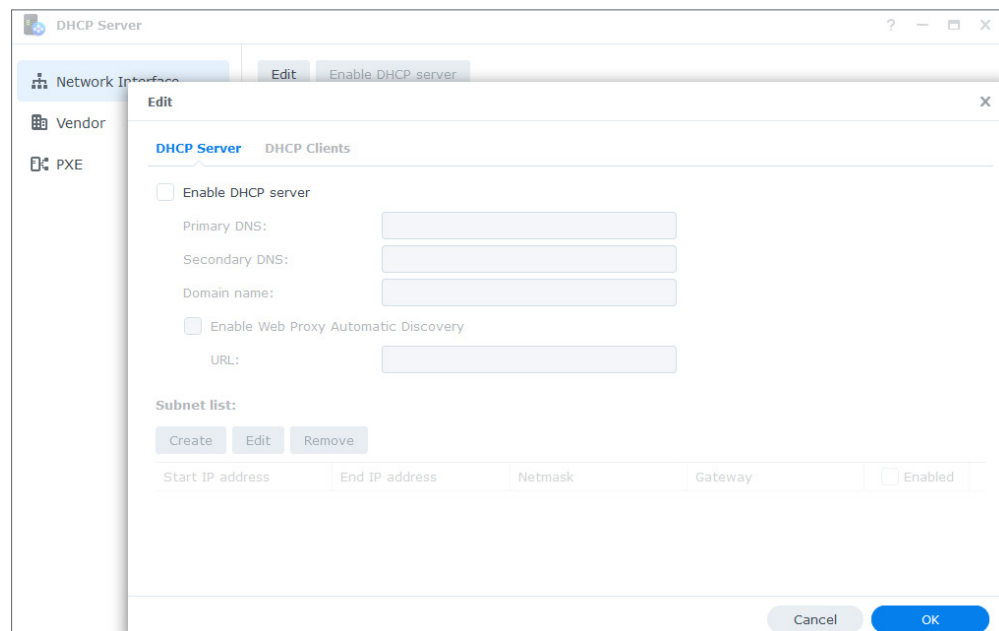 DHCP Server
?
Network Interface
Edit Enable DHCP server
Vendor
PXE
Edit
DHCP Server DHCP Clients
Enable DHCP server
Primary DNS:
Secondary DNS:
Domain name:
Enable Web Proxy Automatic Discovery
URL:
Subnet list:
Create Edit Remove
Start IP address End IP address Netmask Gateway Enabled
Cancel OK